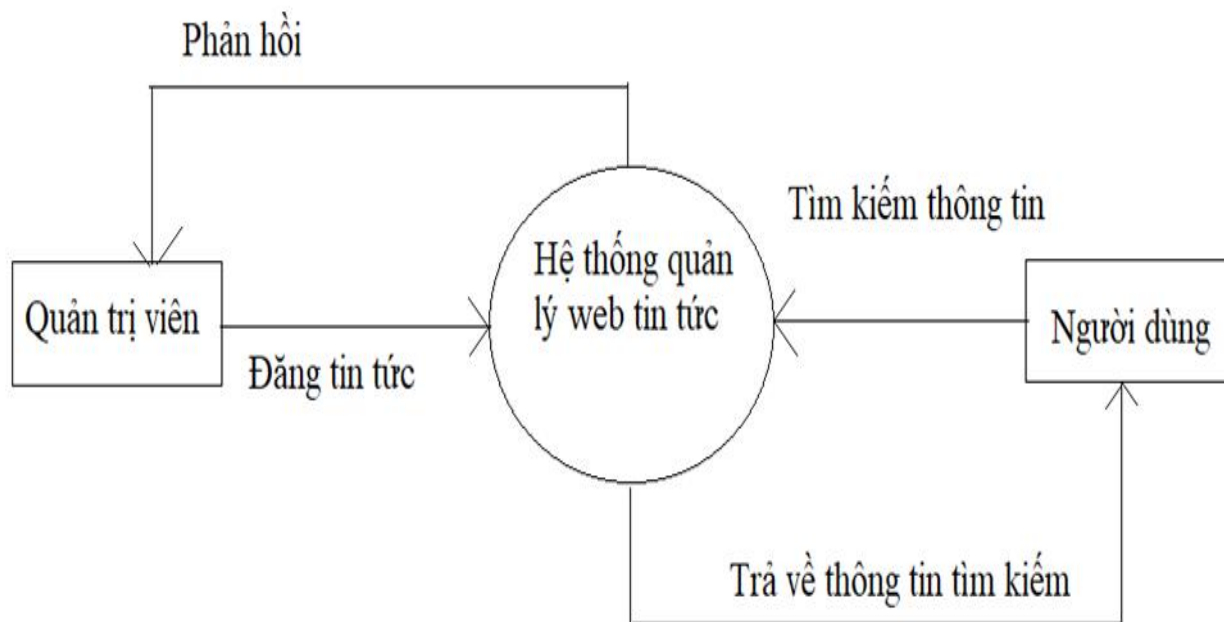 Phản hồi
Tìm kiếm thông tin
Hệ thống quản
lý web tin tức
Quản trị viên
Người dùng
Đăng tin tức
Trả về thông tin tìm kiếm